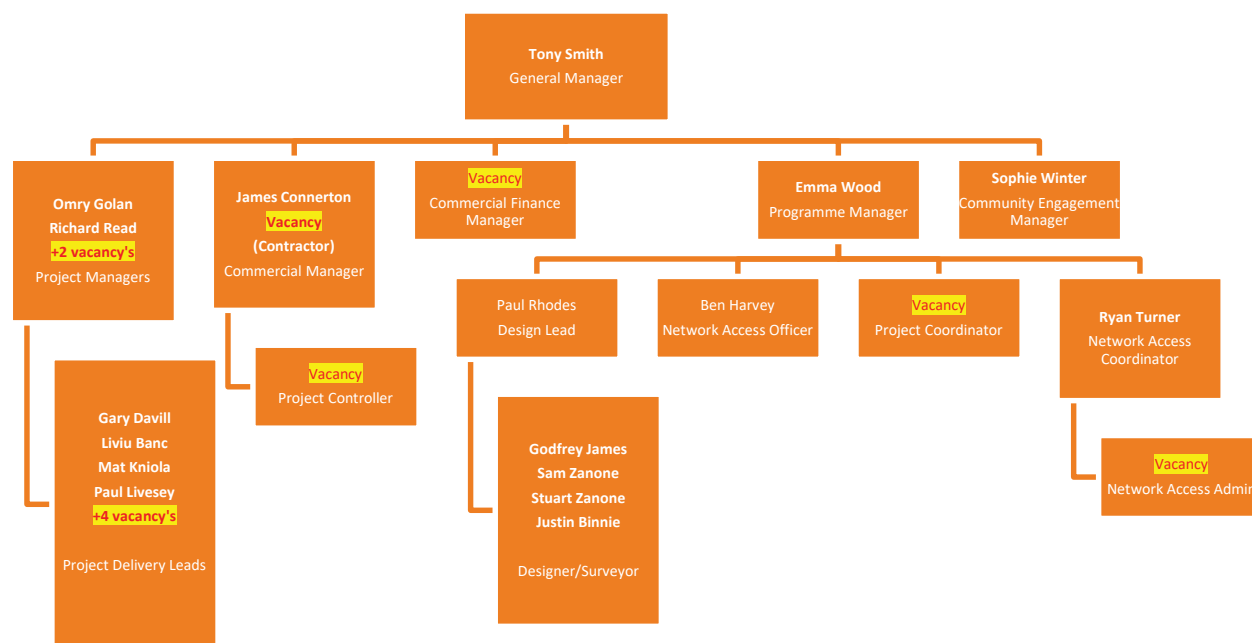 Tony Smith
General Manager
Omry Golan
Richard Read
+2 vacancy's
Project Managers
James Connerton
Vacancy
(Contractor)
Commercial Manager
Vacancy
Commercial Finance
Manager
Emma Wood
Programme Manager
Sophie Winter
Community Engagement
Manager
Gary Davill
Liviu Banc
Mat Kniola
Paul Livesey
+4 vacancy's
Project Delivery Leads
Vacancy
Project Controller
Paul Rhodes
Design Lead
Ben Harvey
Network Access Officer
Vacancy
Project Coordinator
Ryan Turner
Network Access
Coordinator
Godfrey James
Sam Zanone
Stuart Zanone
Justin Binnie
Designer/Surveyor
Vacancy
Network Access Admin